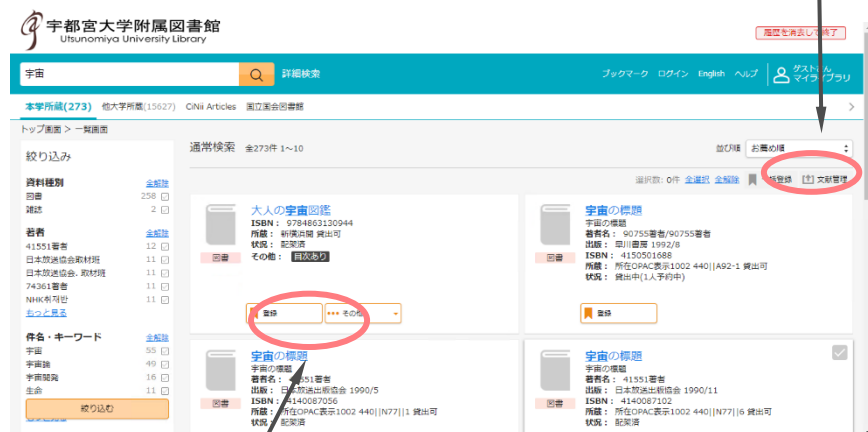 宇都宮大学附属図書館
Utsunomiya University Library
履歴を消去して終了
宇宙
詳細検索
ブックマーク ログイン English ヘルプ
ゲストさん
マイライブラリ
本学所蔵(273) 他大学所蔵(15627) CiNii Articles 国立国会図書館
トップ画面 > 一覧画面
絞り込み
通常検索 全273件 1～10
並び順 お薦め順
選択数: 0件 全選択 全解除 括登録 文献管理
資料種別 全解除
図書 258
雑誌 2
著者 全解除
41551著者 12
日本放送協会取材班 11
日本放送協会. 取材班 11
74361著者 11
NHK취재반 11
もっと見る
件名・キーワード 全解除
宇宙 55
宇宙論 49
宇宙開発 16
生命 11
絞り込む
大人の宇宙図鑑
ISBN： 9784863130944
所蔵： 新横浜開 貸出可
状況： 配架済
その他： 目次あり
図書
登録
その他
宇宙の標題
宇宙の標題
著者名： 90755著者/90755著者
出版： 早川書房 1992/8
ISBN： 4150501688
所蔵： 所在OPAC表示1002 440||A92-1 貸出可
状況： 貸出中(1人予約中)
図書
登録
宇宙の標題
宇宙の標題
著者名： 41551著者
出版： 日本放送出版協会 1990/5
ISBN： 4140087056
所蔵： 所在OPAC表示1002 440||N77||1 貸出可
状況： 配架済
図書
宇宙の標題
宇宙の標題
著者名： 41551著者
出版： 日本放送出版協会 1990/11
ISBN： 4140087102
所蔵： 所在OPAC表示1002 440||N77||6 貸出可
状況： 配架済
図書